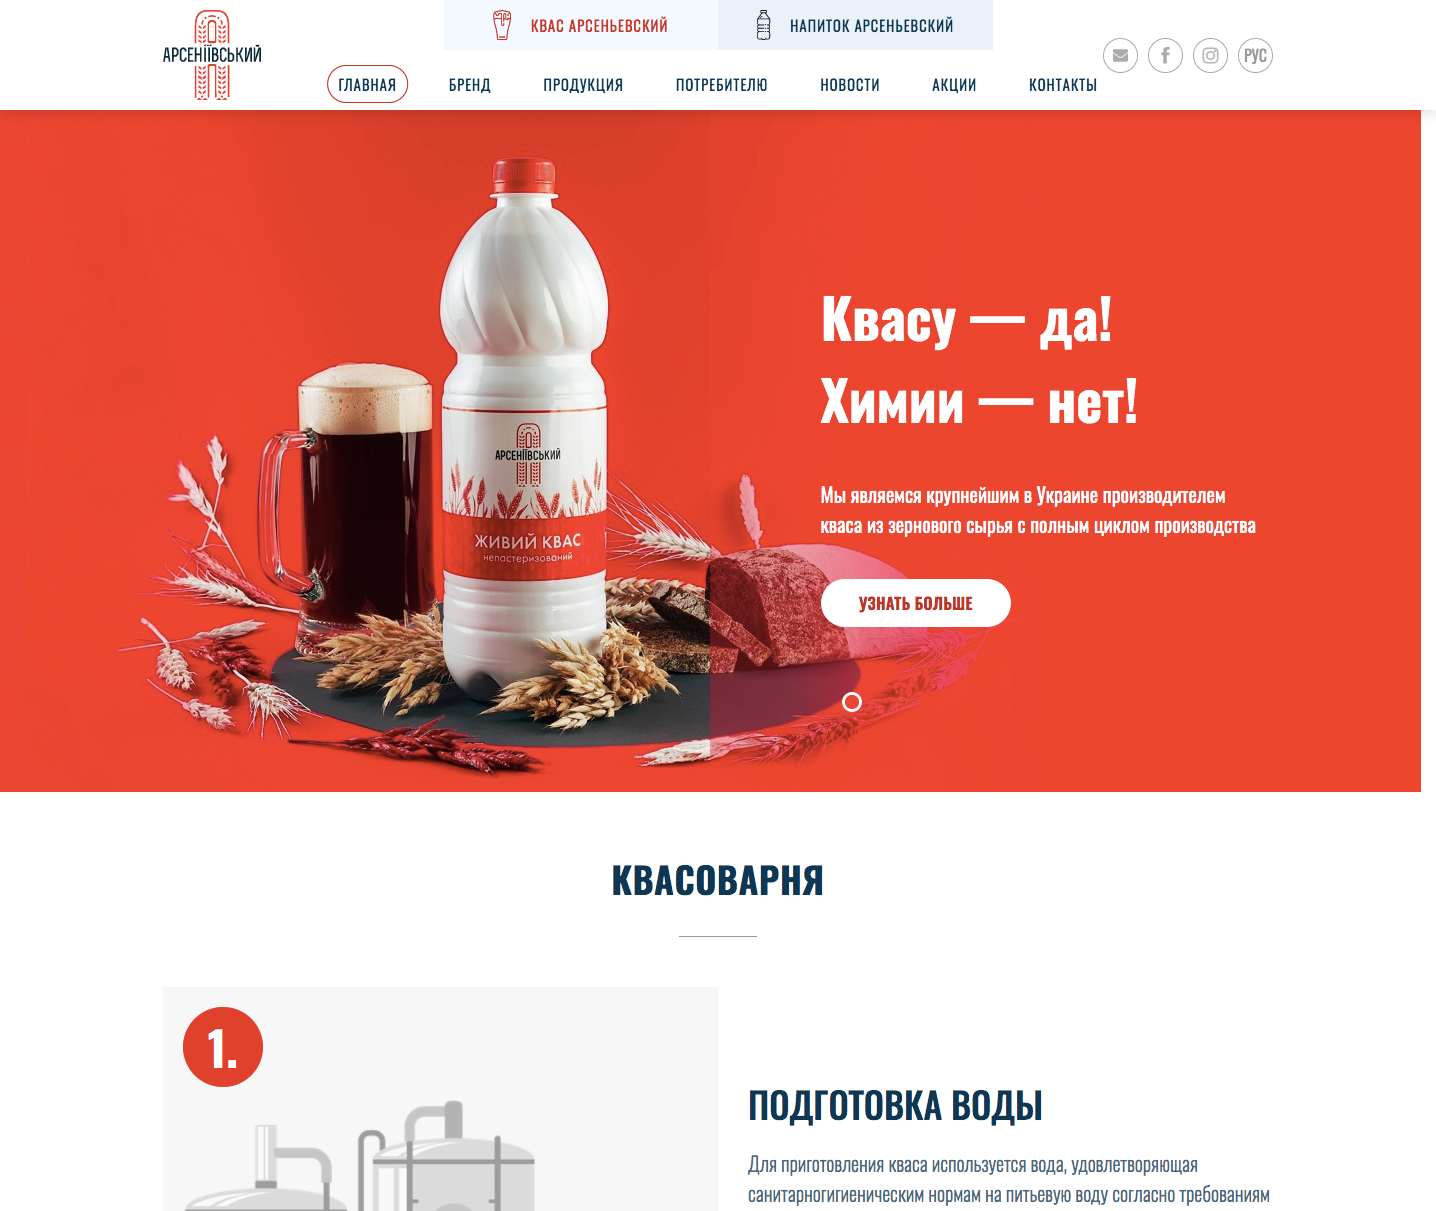 АРСЕНІЇВСЬКИЙ
КВАС АРСЕНЬЕВСКИЙ
НАПИТОК АРСЕНЬЕВСКИЙ
ГЛАВНАЯ
БРЕНД
ПРОДУКЦИЯ
ПОТРЕБИТЕЛЮ
НОВОСТИ
АКЦИИ
КОНТАКТЫ
РУС
АРСЕНІЇВСЬКИЙ
ЖИВИЙ КВАС
непастеризований
Квасу — да!
Химии — нет!
Мы являемся крупнейшим в Украине производителем
кваса из зернового сырья с полным циклом производства
УЗНАТЬ БОЛЬШЕ
КВАСОВАРНЯ
1.
ПОДГОТОВКА ВОДЫ
Для приготовления кваса используется вода, удовлетворяющая
санитарногигиеническим нормам на питьевую воду согласно требованиям